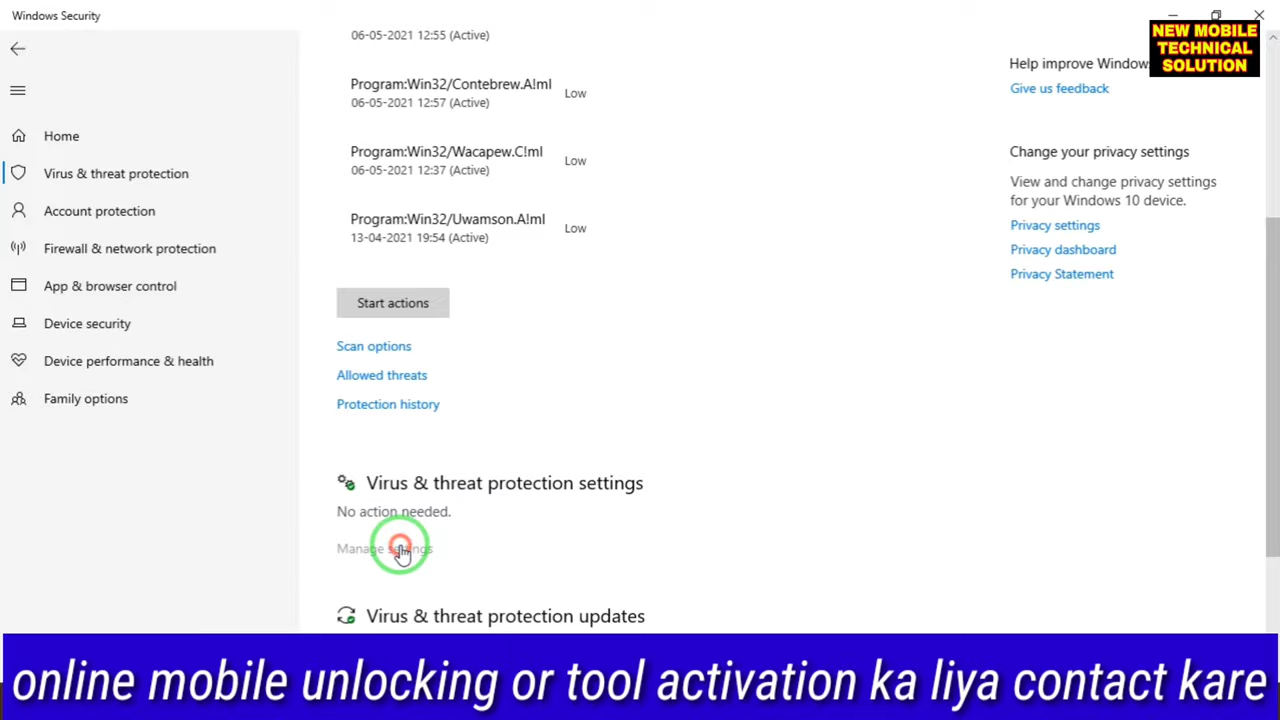 Windows Security
NEW MOBILE
TECHNICAL
SOLUTION
Home
Virus & threat protection
Account protection
Firewall & network protection
App & browser control
Device security
Device performance & health
Family options
06-05-2021 12:55 (Active)
Program:Win32/Contebrew.A!ml
Low
06-05-2021 12:57 (Active)
Program:Win32/Wacapew.C!ml
Low
06-05-2021 12:37 (Active)
Program:Win32/Uwamson.A!ml
Low
13-04-2021 19:54 (Active)
Start actions
Scan options
Allowed threats
Protection history
Virus & threat protection settings
No action needed.
Manage settings
Virus & threat protection updates
Help improve Windows
Give us feedback
Change your privacy settings
View and change privacy settings
for your Windows 10 device.
Privacy settings
Privacy dashboard
Privacy Statement
online mobile unlocking or tool activation ka liya contact kare